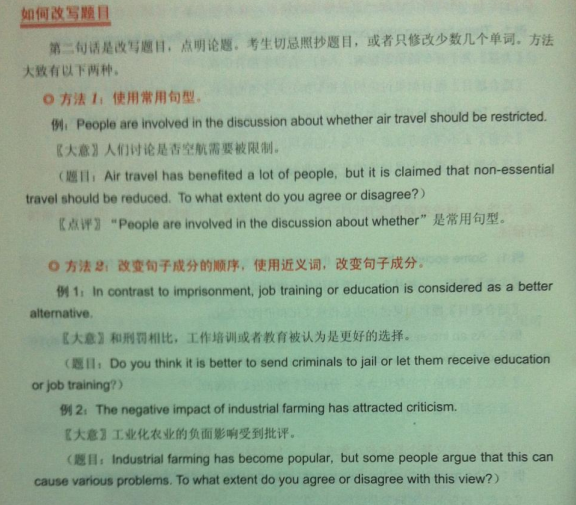 如何改写题目
第二句话是改写题目，点明论题。考生切忌照抄题目，或者只修改少数几个单词。方法
大致有以下两种。
◎ 方法 1：使用常用句型。
例：People are involved in the discussion about whether air travel should be restricted.
〖大意〗人们讨论是否空航需要被限制。
（题目：Air travel has benefited a lot of people, but it is claimed that non-essential
travel should be reduced. To what extent do you agree or disagree?）
〖点评〗“People are involved in the discussion about whether”是常用句型。
◎ 方法 2：改变句子成分的顺序，使用近义词，改变句子成分。
例 1：In contrast to imprisonment, job training or education is considered as a better
alternative.
〖大意〗和刑罚相比，工作培训或者教育被认为是更好的选择。
（题目：Do you think it is better to send criminals to jail or let them receive education
or job training?）
例 2：The negative impact of industrial farming has attracted criticism.
〖大意〗工业化农业的负面影响受到批评。
（题目：Industrial farming has become popular, but some people argue that this can
cause various problems. To what extent do you agree or disagree with this view?）